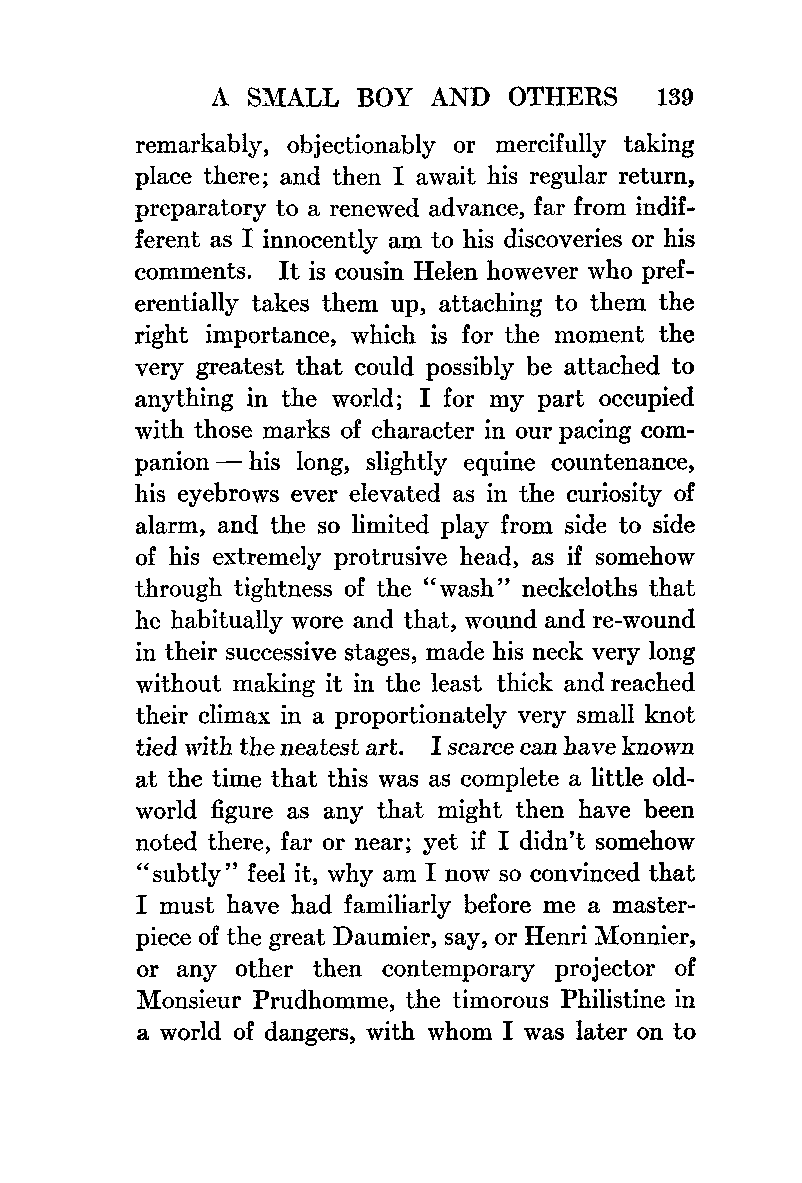 A SMALL BOY AND OTHERS 139
remarkably, objectionably or mercifully taking
place there; and then I await his regular return,
preparatory to a renewed advance, far from indif-
ferent as I innocently am to his discoveries or his
comments. It is cousin Helen however who pref-
erentially takes them up, attaching to them the
right importance, which is for the moment the
very greatest that could possibly be attached to
anything in the world; I for my part occupied
with those marks of character in our pacing com-
panion — his long, slightly equine countenance,
his eyebrows ever elevated as in the curiosity of
alarm, and the so limited play from side to side
of his extremely protrusive head, as if somehow
through tightness of the “wash” neckcloths that
he habitually wore and that, wound and re-wound
in their successive stages, made his neck very long
without making it in the least thick and reached
their climax in a proportionately very small knot
tied with the neatest art. I scarce can have known
at the time that this was as complete a little old-
world figure as any that might then have been
noted there, far or near; yet if I didn’t somehow
“subtly” feel it, why am I now so convinced that
I must have had familiarly before me a master-
piece of the great Daumier, say, or Henri Monnier,
or any other then contemporary projector of
Monsieur Prudhomme, the timorous Philistine in
a world of dangers, with whom I was later on to